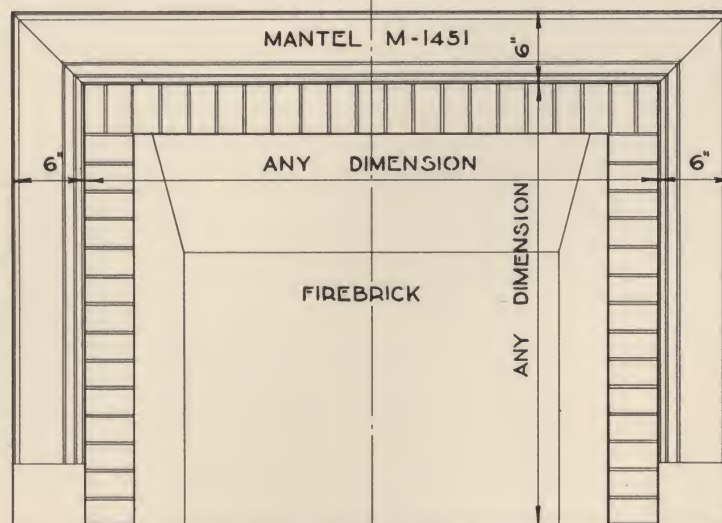 MANTEL M-1451
6"
6"
ANY DIMENSION
6"
ANY DIMENSION
FIREBRICK